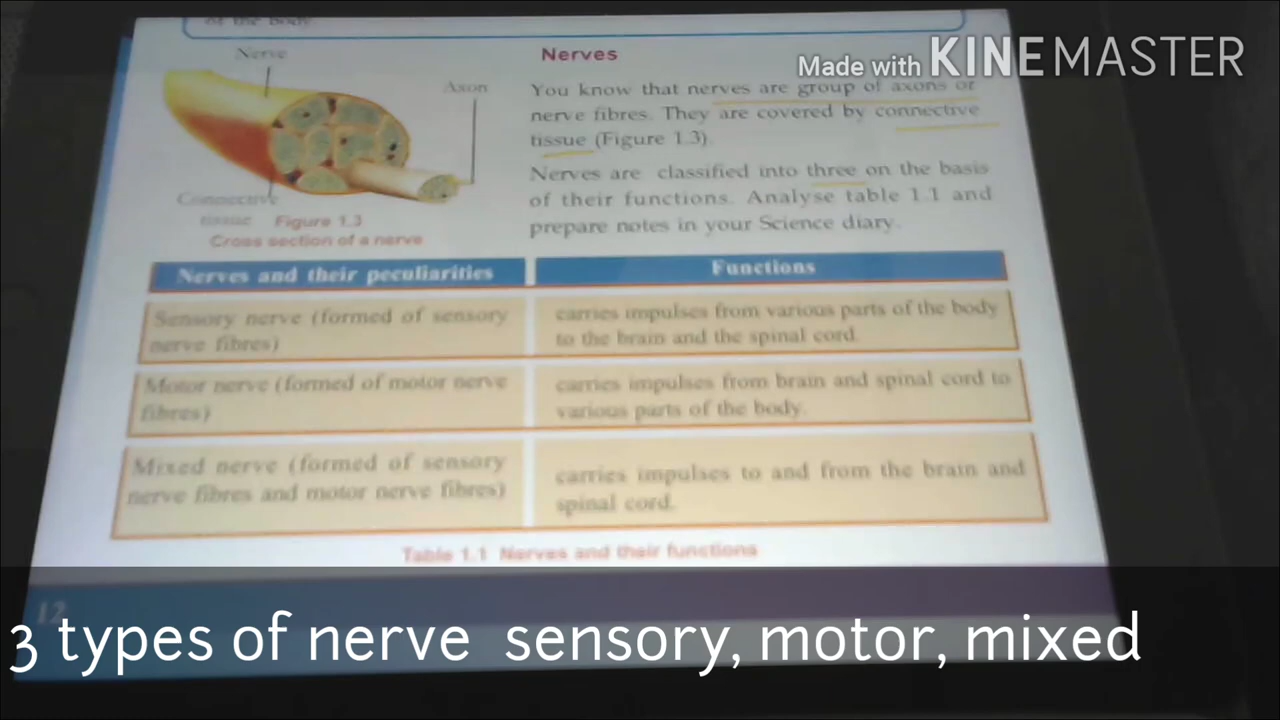 of the body.
Nerve
Axon
Connective
tissue
Figure 1.3
Cross section of a nerve
Nerves
Made with KINEMASTER
You know that nerves are group of axons or
nerve fibres. They are covered by connective
tissue (Figure 1.3).
Nerves are classified into three on the basis
of their functions. Analyse table 1.1 and
prepare notes in your Science diary.
Nerves and their peculiarities
Functions
Sensory nerve (formed of sensory
nerve fibres)
carries impulses from various parts of the body
to the brain and the spinal cord.
Motor nerve (formed of motor nerve
fibres)
carries impulses from brain and spinal cord to
various parts of the body.
Mixed nerve (formed of sensory
nerve fibres and motor nerve fibres)
carries impulses to and from the brain and
spinal cord.
Table 1.1 Nerves and their functions
12
3 types of nerve sensory, motor, mixed